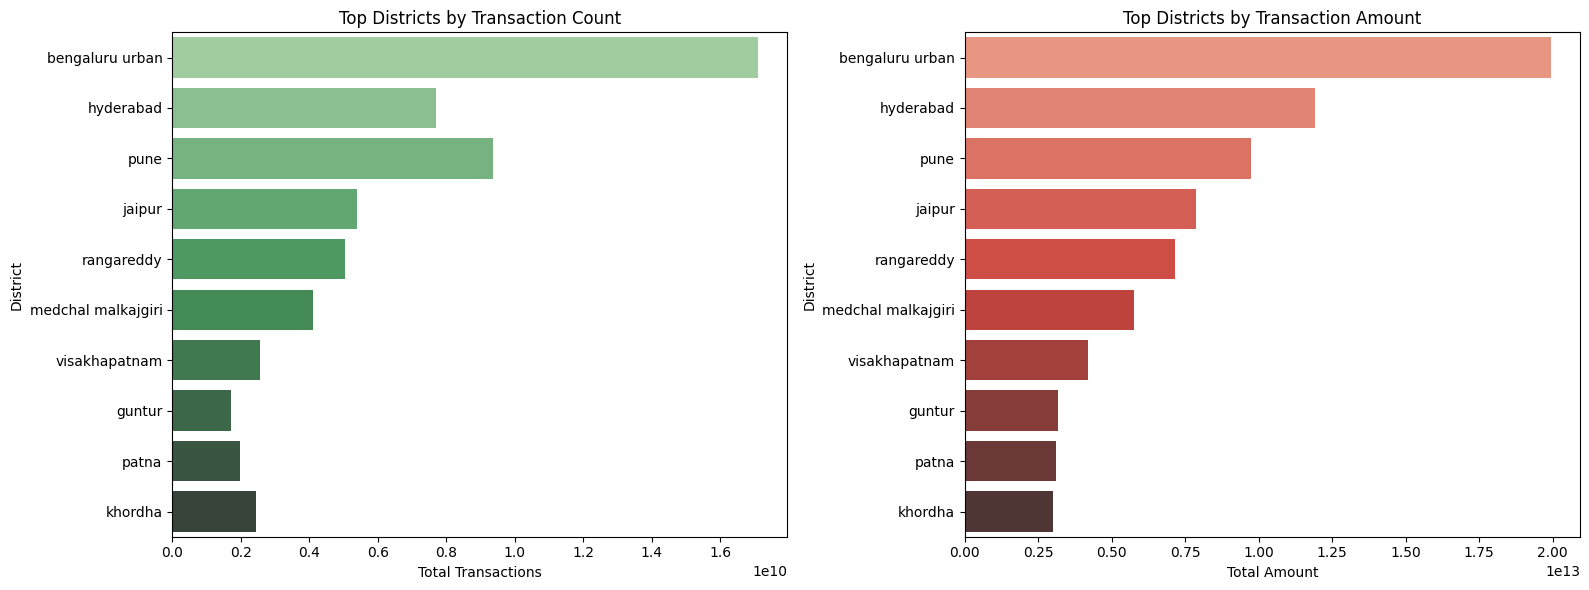 Top Districts by Transaction Count
District
bengaluru urban
hyderabad
pune
jaipur
rangareddy
medchal malkajgiri
visakhapatnam
guntur
patna
khordha
0.0 0.2 0.4 0.6 0.8 1.0 1.2 1.4 1.6
1e10
Total Transactions
Top Districts by Transaction Amount
District
bengaluru urban
hyderabad
pune
jaipur
rangareddy
medchal malkajgiri
visakhapatnam
guntur
patna
khordha
0.00 0.25 0.50 0.75 1.00 1.25 1.50 1.75 2.00
1e13
Total Amount